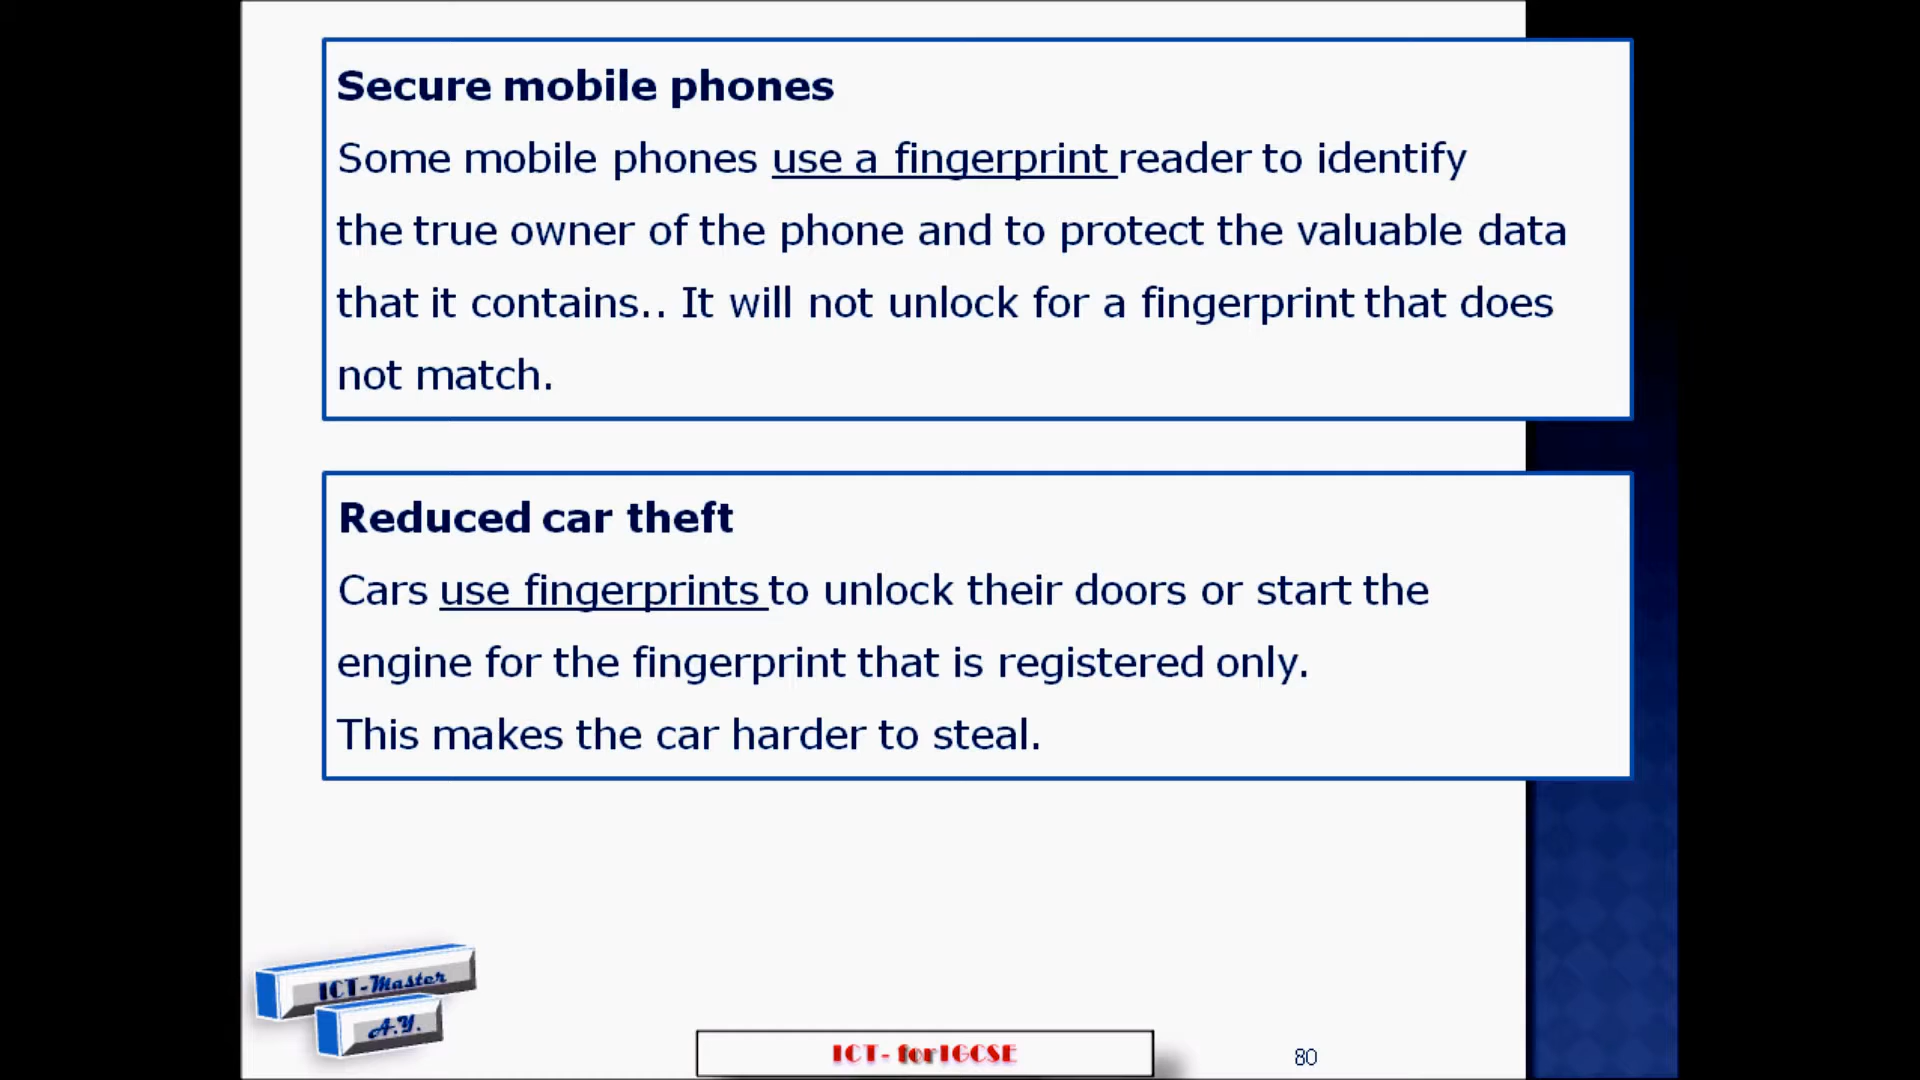 Secure mobile phones
Some mobile phones use a fingerprint reader to identify
the true owner of the phone and to protect the valuable data
that it contains.. It will not unlock for a fingerprint that does
not match.
Reduced car theft
Cars use fingerprints to unlock their doors or start the
engine for the fingerprint that is registered only.
This makes the car harder to steal.
ICT-Master
A.Y.
ICT- for IGCSE
80